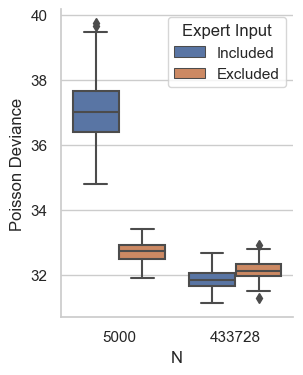 Expert Input
Included
Excluded
40
38
36
34
32
Poisson Deviance
5000
433728
N